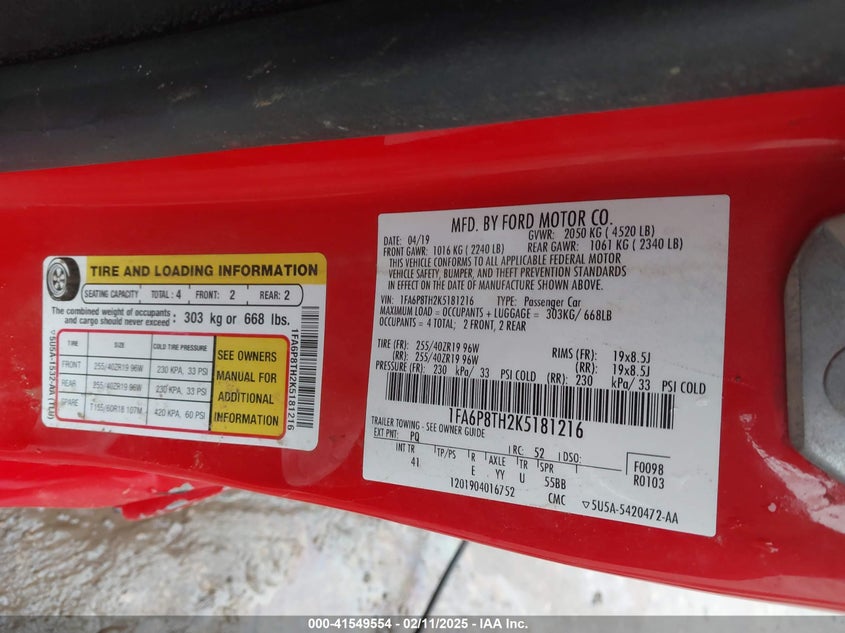 TIRE AND LOADING INFORMATION
SEATING CAPACITY TOTAL : 4 FRONT: 2 REAR: 2
The combined weight of occupants
and cargo should never exceed : 303 kg or 668 lbs.
TIRE SIZE COLD TIRE PRESSURE
FRONT 255/40ZR19 96W 230 KPA, 33 PSI
REAR 255/40ZR19 96W 230 KPA, 33 PSI
SPARE T155/60R18 107M 420 KPA, 60 PSI
SEE OWNERS
MANUAL FOR
ADDITIONAL
INFORMATION
1FA6P8TH2K5181216
MFD. BY FORD MOTOR CO.
DATE: 04/19 GVWR: 2050 KG ( 4520 LB)
FRONT GAWR: 1016 KG ( 2240 LB) REAR GAWR: 1061 KG ( 2340 LB)
THIS VEHICLE CONFORMS TO ALL APPLICABLE FEDERAL MOTOR
VEHICLE SAFETY, BUMPER, AND THEFT PREVENTION STANDARDS
IN EFFECT ON THE DATE OF MANUFACTURE SHOWN ABOVE.
VIN: 1FA6P8TH2K5181216 TYPE: Passenger Car
MAXIMUM LOAD = OCCUPANTS + LUGGAGE = 303KG/ 668LB
OCCUPANTS = 4 TOTAL; 2 FRONT, 2 REAR
TIRE (FR): 255/40ZR19 96W RIMS (FR): 19x8.5J
(RR): 255/40ZR19 96W (RR): 19x8.5J
PRESSURE (FR): 230 kPa/ 33 PSI COLD (RR): 230 kPa/ 33 PSI COLD
1FA6P8TH2K5181216
TRAILER TOWING - SEE OWNER GUIDE
EXT PNT: PQ RC: 52 DSO:
INT TR TP/PS R AXLE TR SPR F0098
41 E YY U 55BB R0103
1201904016752 CMC ▽5U5A-5420472-AA
000-41549554 - 02/11/2025 - IAA Inc.